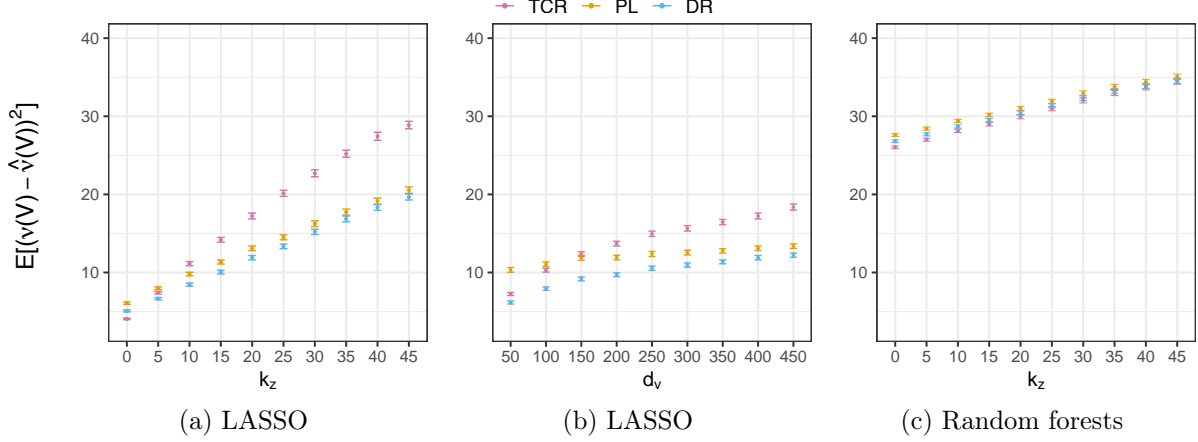 TCR PL DR
E[(ν(V) − ν̂(V))²]
40
30
20
10
0 5 10 15 20 25 30 35 40 45
k_z
(a) LASSO
40
30
20
10
50 100 150 200 250 300 350 400 450
d_v
(b) LASSO
40
30
20
10
0 5 10 15 20 25 30 35 40 45
k_z
(c) Random forests